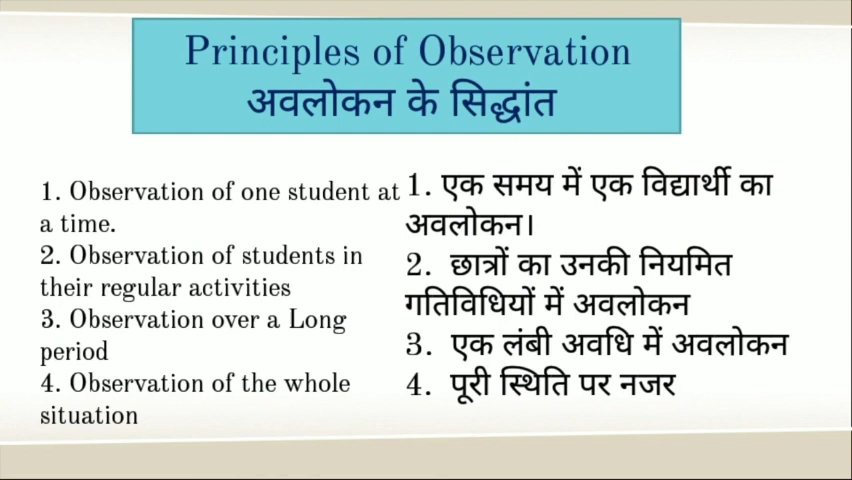 Principles of Observation
अवलोकन के सिद्धांत
1. Observation of one student at
a time.
2. Observation of students in
their regular activities
3. Observation over a Long
period
4. Observation of the whole
situation
1. एक समय में एक विद्यार्थी का
अवलोकन।
2. छात्रों का उनकी नियमित
गतिविधियों में अवलोकन
3. एक लंबी अवधि में अवलोकन
4. पूरी स्थिति पर नजर